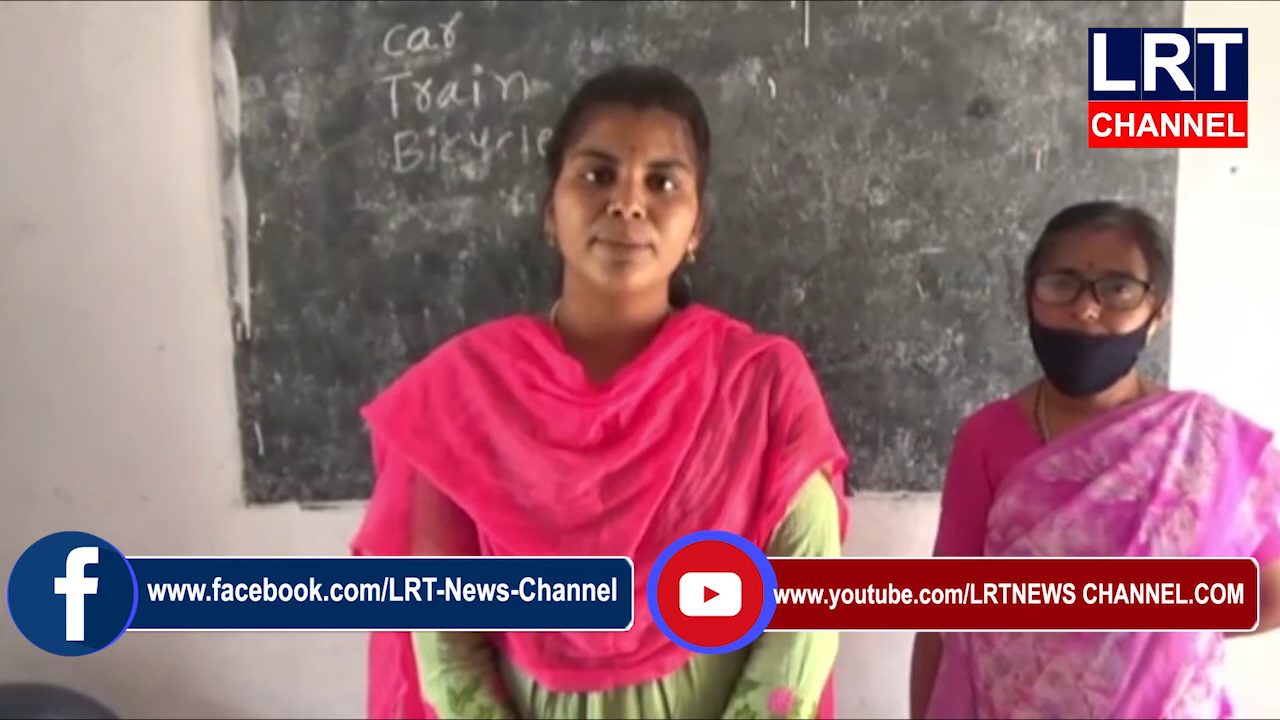 car
Train
Bicycle
LRT
CHANNEL
www.facebook.com/LRT-News-Channel
www.youtube.com/LRTNEWS CHANNEL.COM